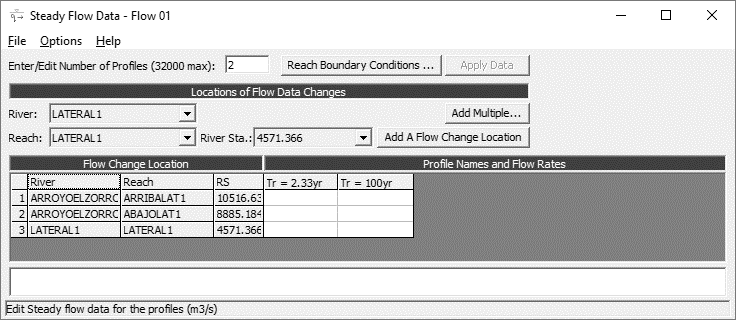 Steady Flow Data - Flow 01
File Options Help
Enter/Edit Number of Profiles (32000 max): 2 Reach Boundary Conditions ... Apply Data
Locations of Flow Data Changes
River: LATERAL1 Add Multiple...
Reach: LATERAL1 River Sta.: 4571.366 Add A Flow Change Location
Flow Change Location Profile Names and Flow Rates
River Reach RS Tr = 2.33yr Tr = 100yr
1 ARROYOELZORRO ARRIBALAT1 10516.63
2 ARROYOELZORRO ABAJOLAT1 8885.184
3 LATERAL1 LATERAL1 4571.366
Edit Steady flow data for the profiles (m3/s)